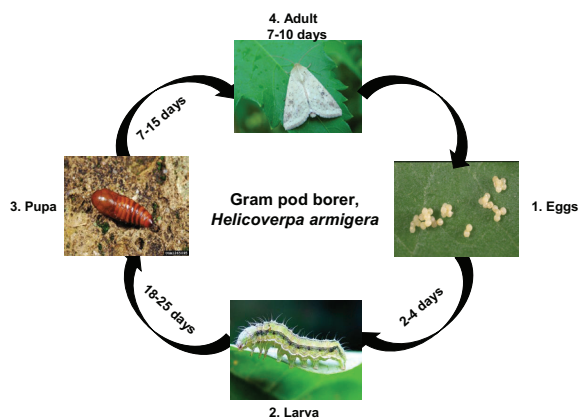 4. Adult
7-10 days
7-15 days
3. Pupa
Gram pod borer,
Helicoverpa armigera
1. Eggs
18-25 days
2-4 days
2. Larva